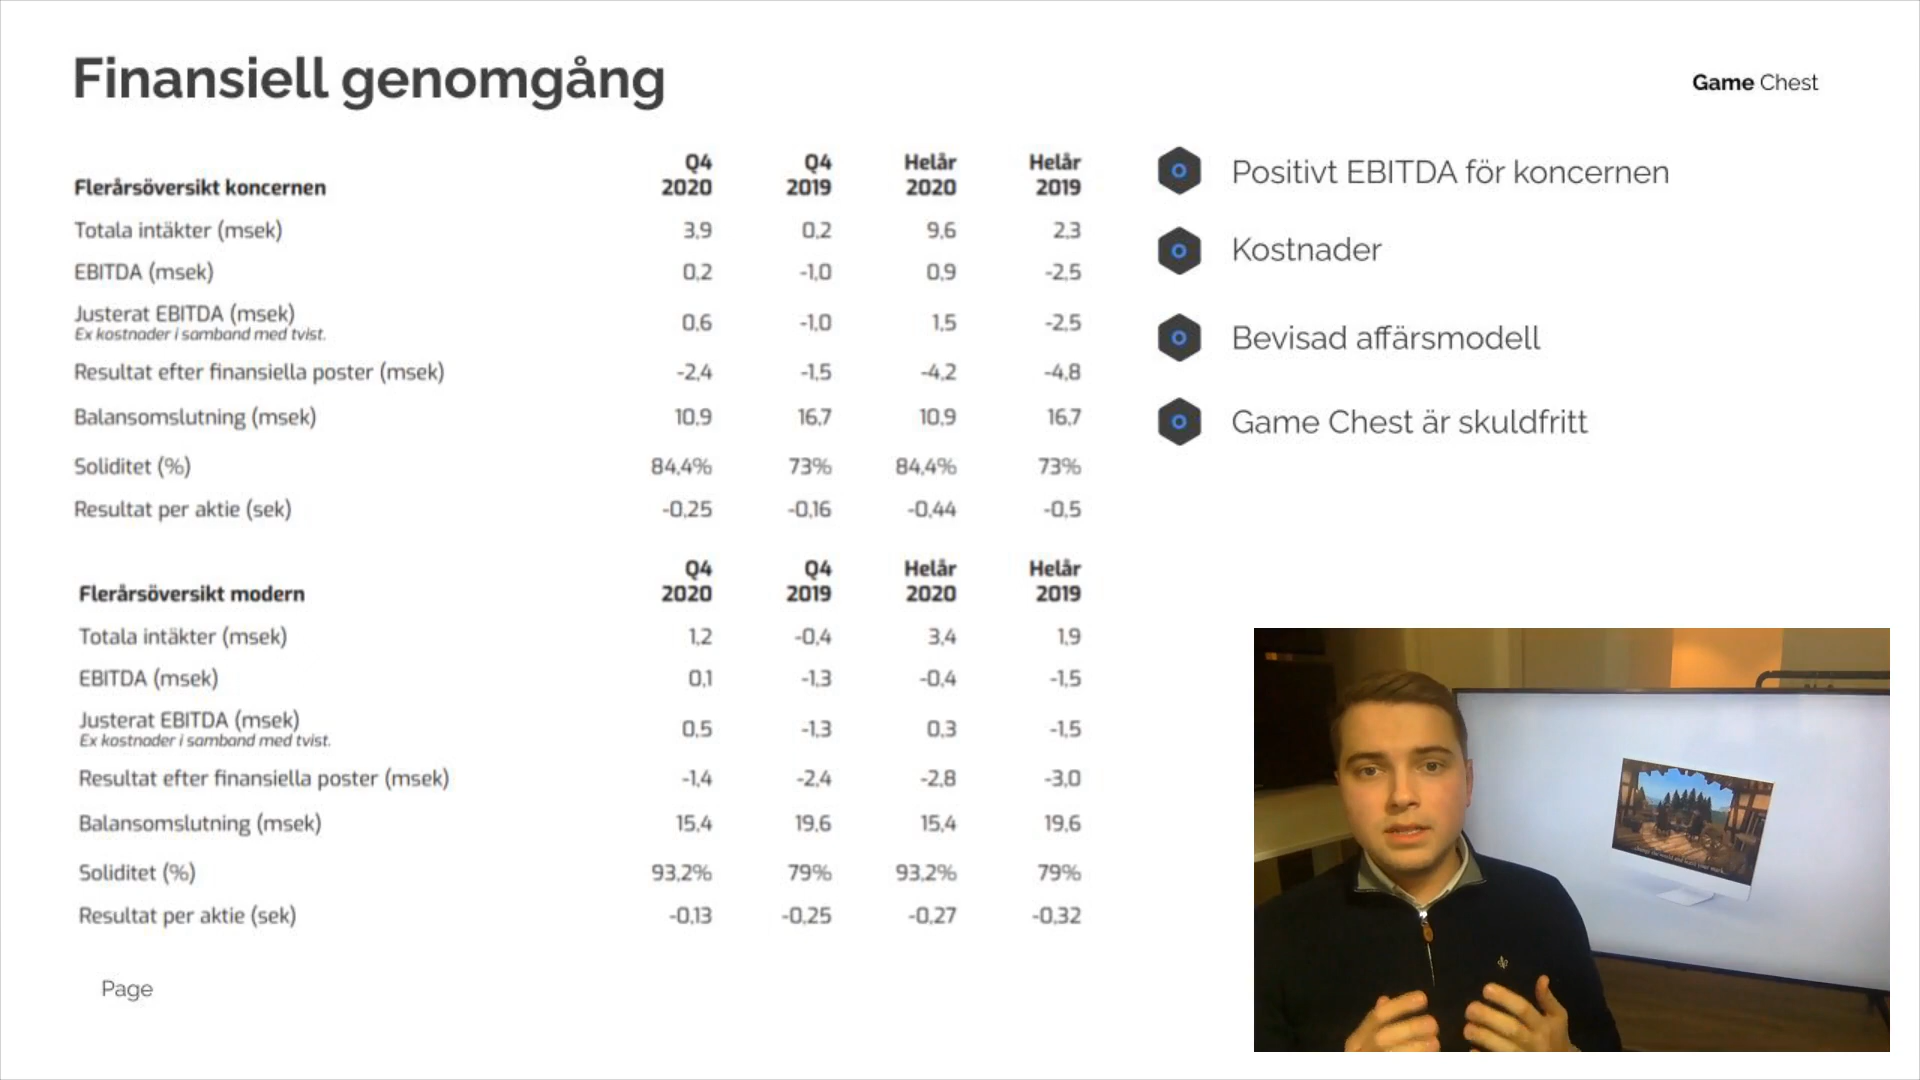 Finansiell genomgång
Game Chest
Flerårsöversikt koncernen Q4 2020 Q4 2019 Helår 2020 Helår 2019
Totala intäkter (msek) 3,9 0,2 9,6 2,3
EBITDA (msek) 0,2 -1,0 0,9 -2,5
Justerat EBITDA (msek) 0,6 -1,0 1,5 -2,5
Ex kostnader i samband med tvist.
Resultat efter finansiella poster (msek) -2,4 -1,5 -4,2 -4,8
Balansomslutning (msek) 10,9 16,7 10,9 16,7
Soliditet (%) 84,4% 73% 84,4% 73%
Resultat per aktie (sek) -0,25 -0,16 -0,44 -0,5
Flerårsöversikt modern Q4 2020 Q4 2019 Helår 2020 Helår 2019
Totala intäkter (msek) 1,2 -0,4 3,4 1,9
EBITDA (msek) 0,1 -1,3 -0,4 -1,5
Justerat EBITDA (msek) 0,5 -1,3 0,3 -1,5
Ex kostnader i samband med tvist.
Resultat efter finansiella poster (msek) -1,4 -2,4 -2,8 -3,0
Balansomslutning (msek) 15,4 19,6 15,4 19,6
Soliditet (%) 93,2% 79% 93,2% 79%
Resultat per aktie (sek) -0,13 -0,25 -0,27 -0,32
Positivt EBITDA för koncernen
Kostnader
Bevisad affärsmodell
Game Chest är skuldfritt
Page